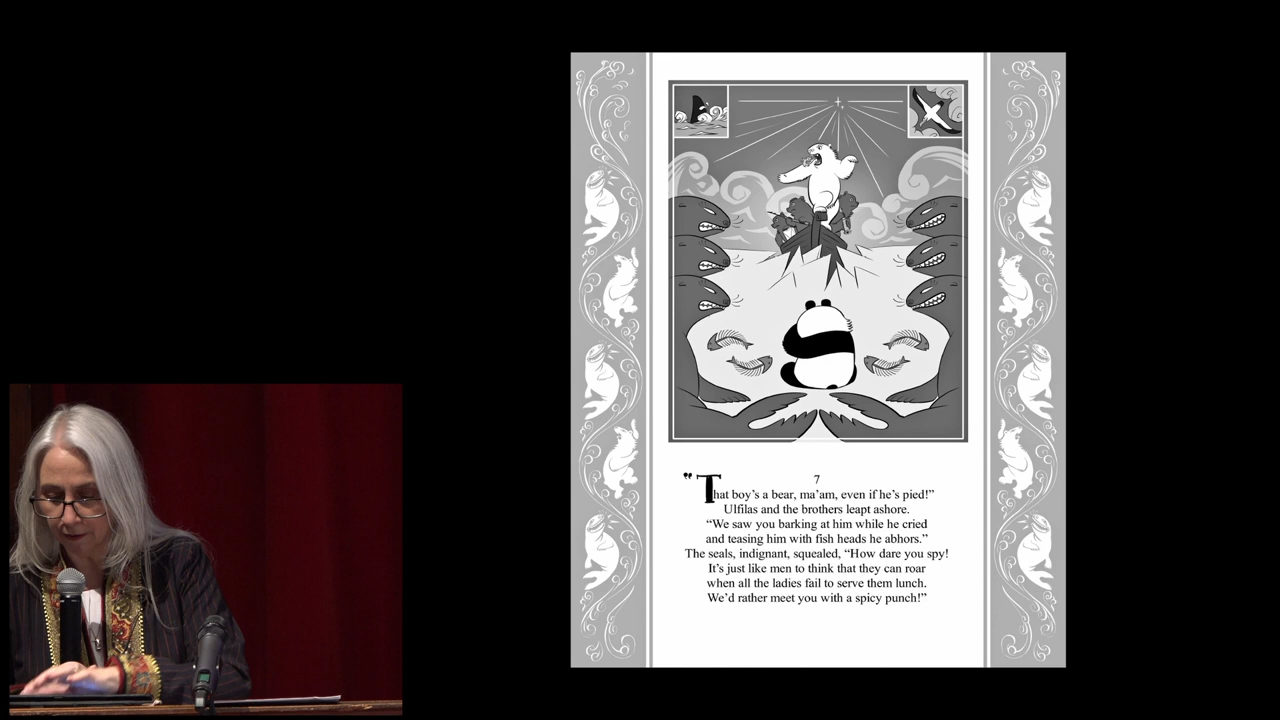 7
“That boy’s a bear, ma’am, even if he’s pied!”
Ulfilas and the brothers leapt ashore.
“We saw you barking at him while he cried
and teasing him with fish heads he abhors.”
The seals, indignant, squealed, “How dare you spy!
It’s just like men to think that they can roar
when all the ladies fail to serve them lunch.
We’d rather meet you with a spicy punch!”